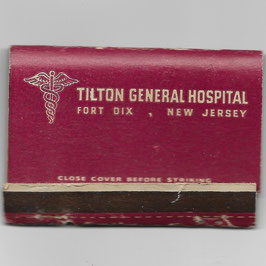 TILTON GENERAL HOSPITAL
FORT DIX , NEW JERSEY
CLOSE COVER BEFORE STRIKING